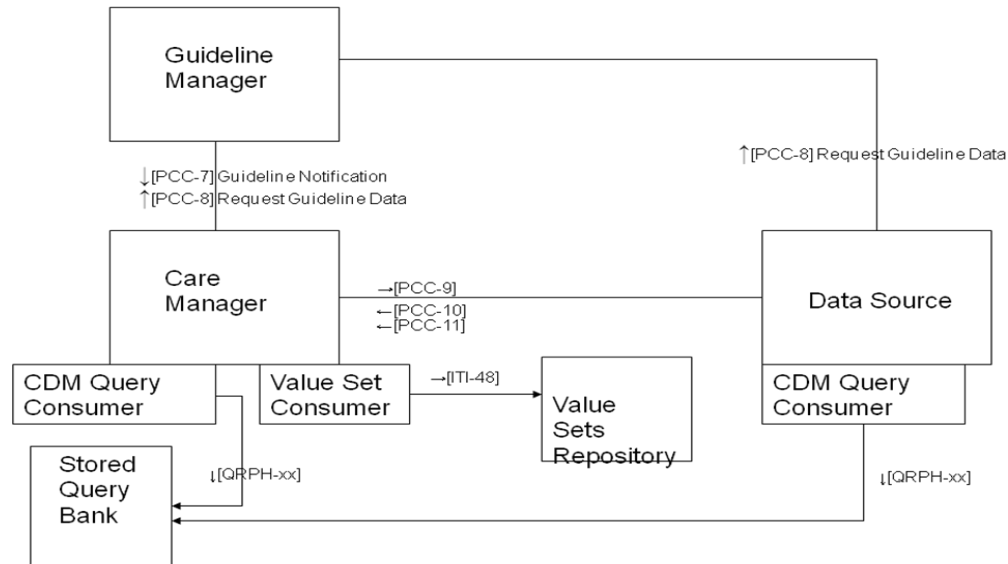 Guideline
Manager
↑[PCC-8] Request Guideline Data
↓[PCC-7] Guideline Notification
↑[PCC-8] Request Guideline Data
Care
Manager
→[PCC-9]
←[PCC-10]
←[PCC-11]
Data Source
CDM Query
Consumer
Value Set
Consumer
→[ITI-48]
Value
Sets
Repository
CDM Query
Consumer
Stored
Query
Bank
↓[QRPH-xx]
↓[QRPH-xx]